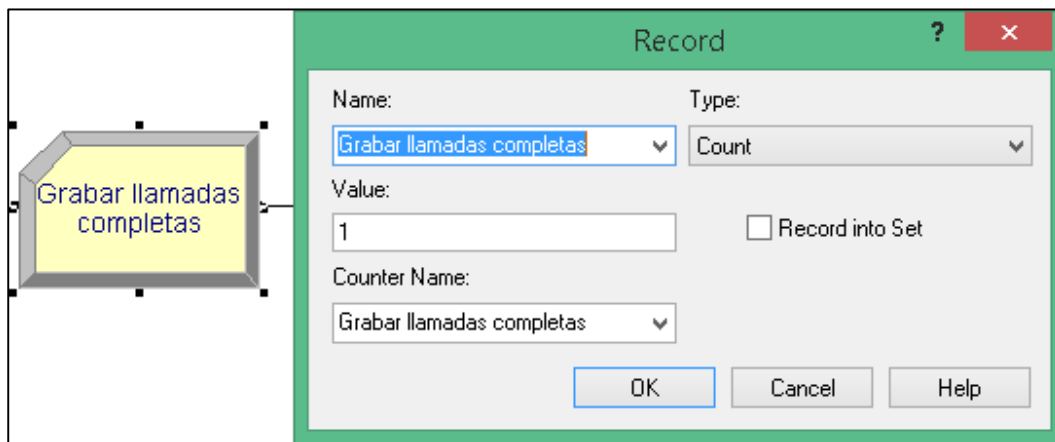 Grabar llamadas
completas
Record
?
×
Name:
Type:
Grabar llamadas completas
Count
Value:
1
Record into Set
Counter Name:
Grabar llamadas completas
OK
Cancel
Help